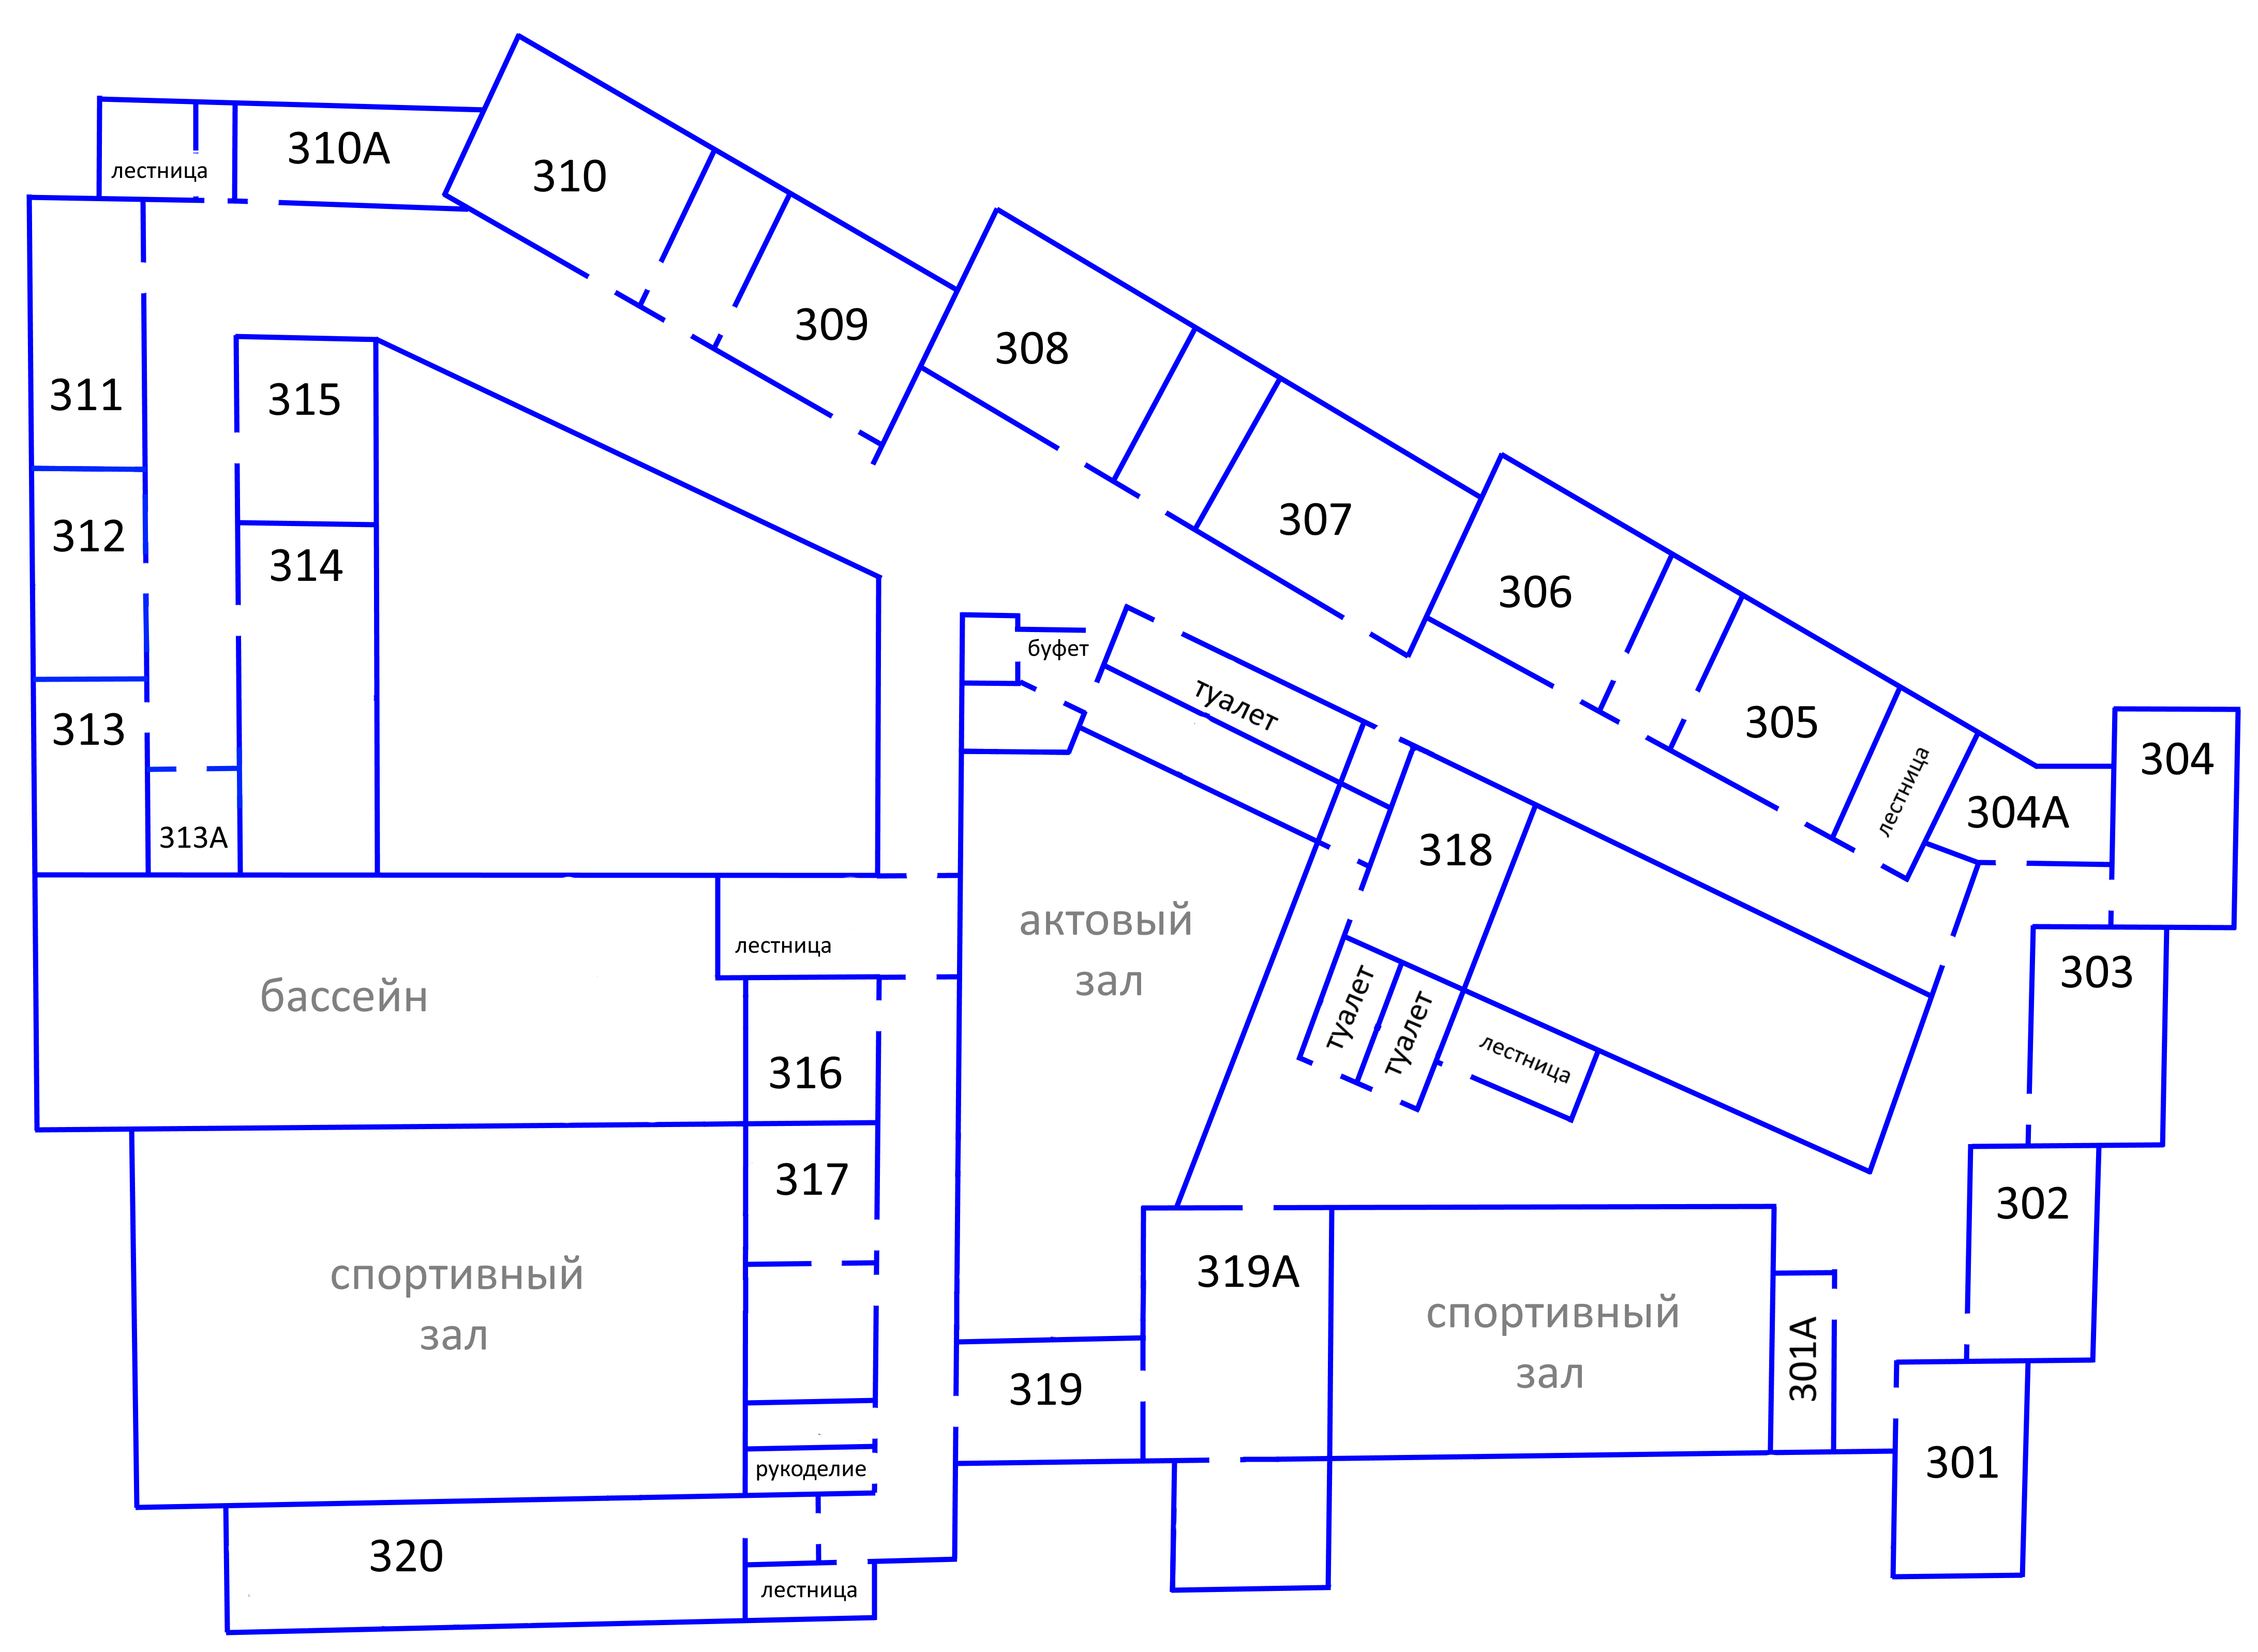 310А
лестница
310
309
308
311
315
312
314
307
306
буфет
туалет
313
305
304
лестница
304А
313А
318
актовый
зал
лестница
303
бассейн
туалет
туалет
лестница
316
317
302
спортивный
зал
319А
спортивный
зал
301А
319
301
рукоделие
320
лестница